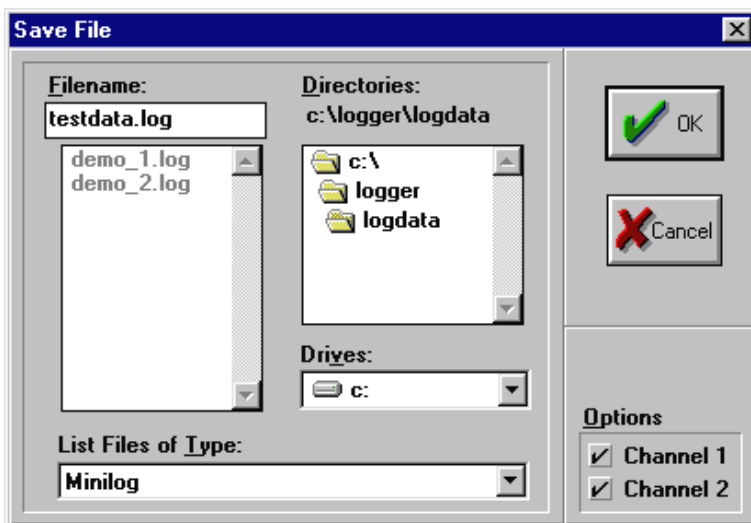 Save File
Filename:
testdata.log
demo_1.log
demo_2.log
Directories:
c:\logger\logdata
c:\
logger
logdata
Drives:
c:
List Files of Type:
Minilog
OK
Cancel
Options
Channel 1
Channel 2